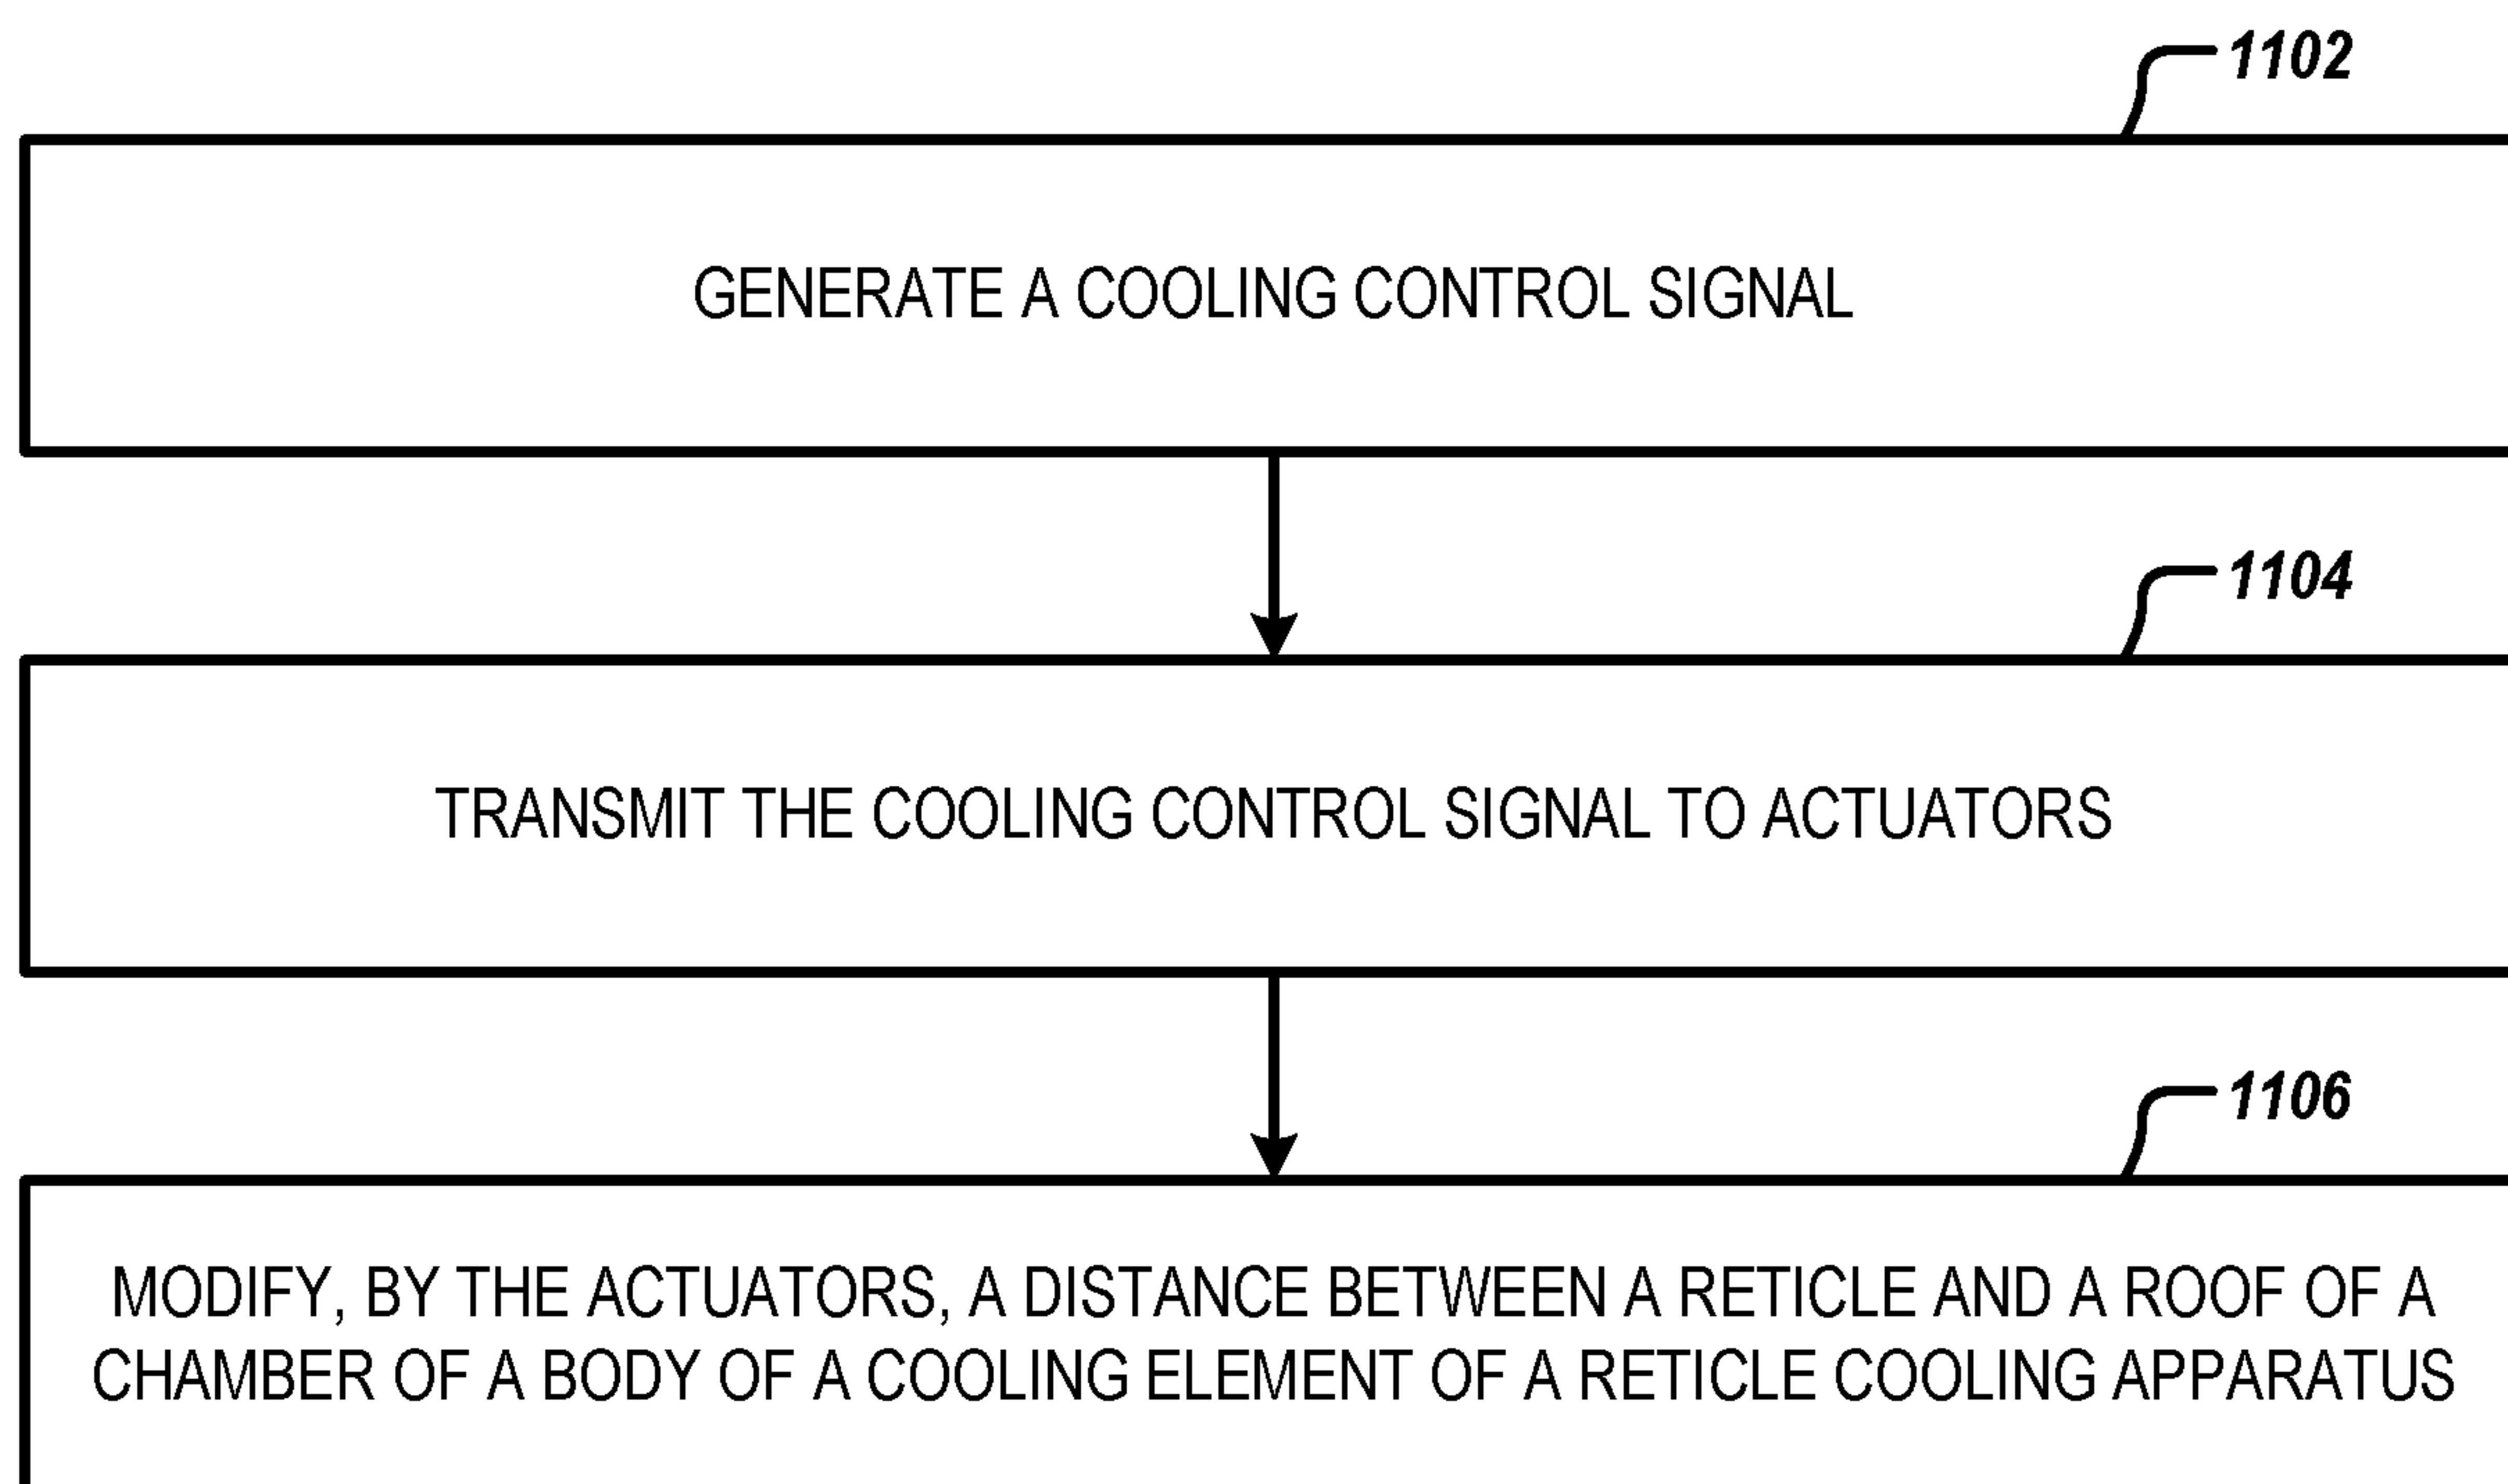 1102
GENERATE A COOLING CONTROL SIGNAL
1104
TRANSMIT THE COOLING CONTROL SIGNAL TO ACTUATORS
1106
MODIFY, BY THE ACTUATORS, A DISTANCE BETWEEN A RETICLE AND A ROOF OF A
CHAMBER OF A BODY OF A COOLING ELEMENT OF A RETICLE COOLING APPARATUS